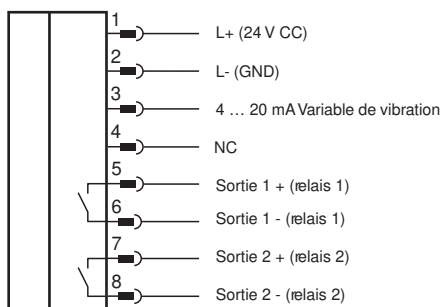 1 L+ (24 V CC)
2 L- (GND)
3 4 ... 20 mA Variable de vibration
4 NC
5 Sortie 1 + (relais 1)
6 Sortie 1 - (relais 1)
7 Sortie 2 + (relais 2)
8 Sortie 2 - (relais 2)